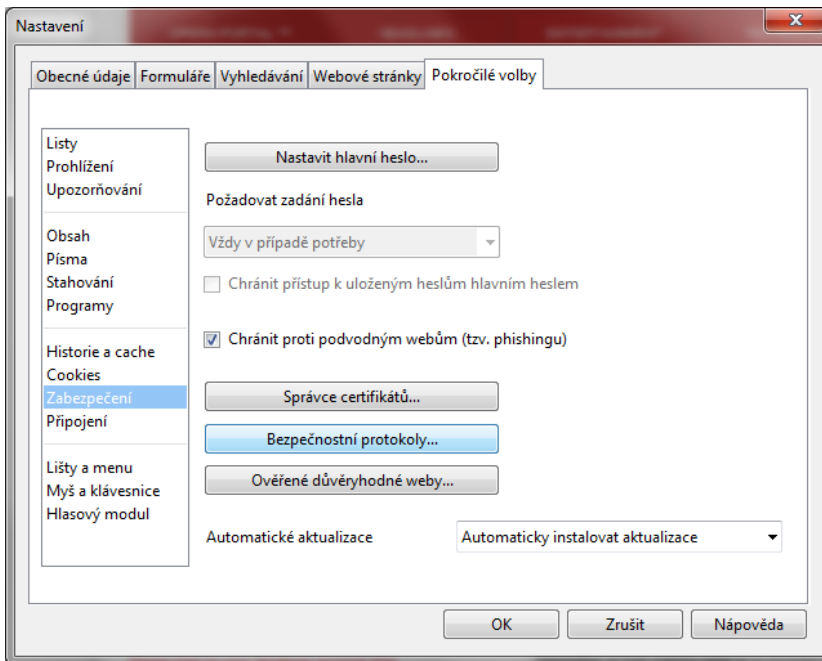 Nastavení
Obecné údaje
Formuláře
Vyhledávání
Webové stránky
Pokročilé volby
Listy
Prohlížení
Upozorňování
Obsah
Písma
Stahování
Programy
Historie a cache
Cookies
Zabezpečení
Připojení
Lišty a menu
Myš a klávesnice
Hlasový modul
Nastavit hlavní heslo...
Požadovat zadání hesla
Vždy v případě potřeby
Chránit přístup k uloženým heslům hlavním heslem
Chránit proti podvodným webům (tzv. phishingu)
Správce certifikátů...
Bezpečnostní protokoly...
Ověřené důvěryhodné weby...
Automatické aktualizace
Automaticky instalovat aktualizace
OK
Zrušit
Nápověda